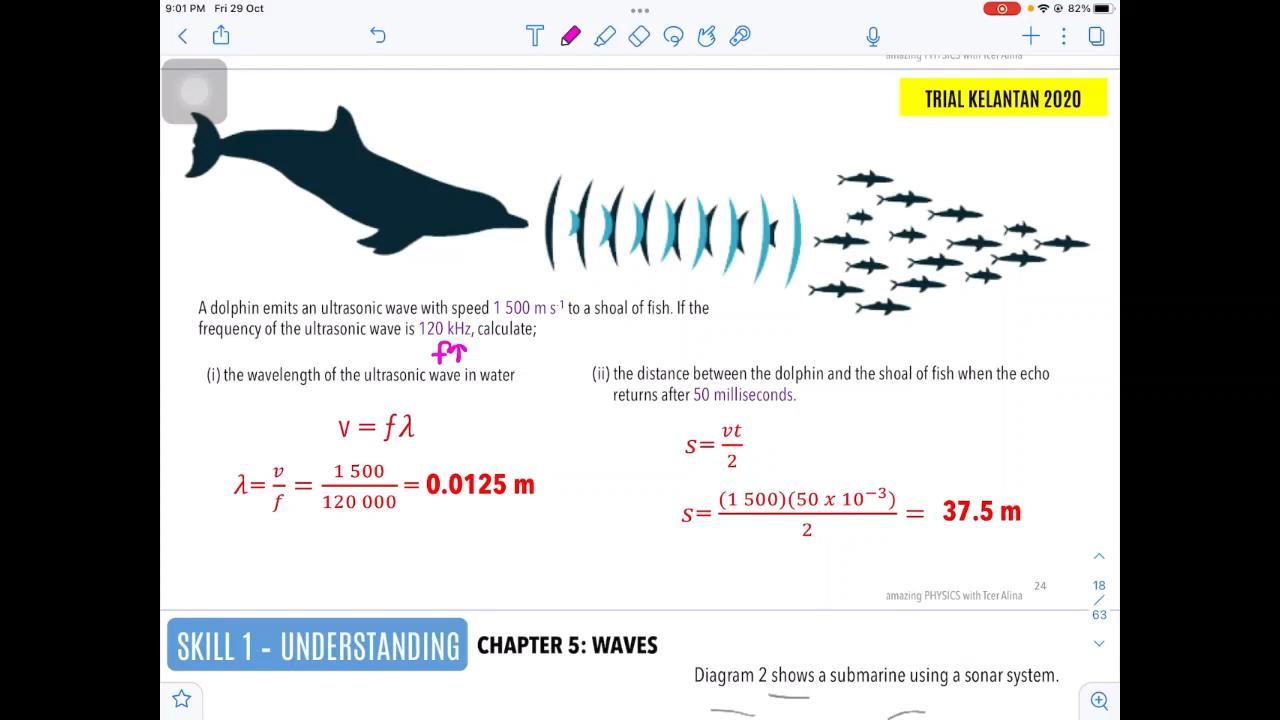 9:01 PM Fri 29 Oct
82%
amazing PHYSICS with Tcer Alina
TRIAL KELANTAN 2020
A dolphin emits an ultrasonic wave with speed 1 500 m s⁻¹ to a shoal of fish. If the
frequency of the ultrasonic wave is 120 kHz, calculate;
f↑
(i) the wavelength of the ultrasonic wave in water
v = fλ
λ= v/f = 1 500/120 000 = 0.0125 m
(ii) the distance between the dolphin and the shoal of fish when the echo
returns after 50 milliseconds.
s= vt/2
s= (1 500)(50 x 10⁻³)/2 = 37.5 m
24
amazing PHYSICS with Tcer Alina
18
/
63
SKILL 1 – UNDERSTANDING CHAPTER 5: WAVES
Diagram 2 shows a submarine using a sonar system.